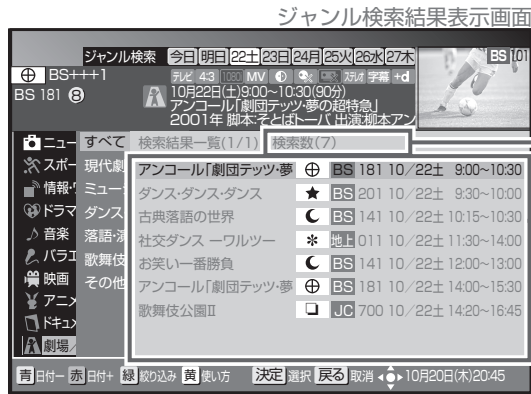 ジャンル検索結果表示画面
ジャンル検索 今日 明日 22土 23日 24月 25火 26水 27木
BS 101
BS+++1
テレビ 4:3 1080 MV ステレオ 字幕 +d
BS 181 ⑧
10月22日(土)9:00~10:30(90分)
アンコール「劇団テッツ・夢の超特急」
2001年 脚本:そとばトーバ 出演:柳本アン
ニュー すべて 検索結果一覧(1/1) 検索数(7)
スポー 現代劇 アンコール「劇団テッツ・夢 BS 181 10/22土 9:00~10:30
情報・ワ ミュー ダンス・ダンス・ダンス BS 201 10/22土 9:30~10:00
ドラマ ダンス 古典落語の世界 BS 141 10/22土 10:15~10:30
音楽 落語・演 社交ダンス ーワルツー 地上 011 10/22土 11:30~14:00
バラエ 歌舞伎 お笑い一番勝負 BS 141 10/22土 12:00~13:00
映画 その他 アンコール「劇団テッツ・夢 BS 181 10/22土 14:00~15:30
アニメ 歌舞伎公園Ⅱ JC 700 10/22土 14:20~16:45
ドキュメ
劇場/
青 日付ー 赤 日付+ 緑 絞り込み 黄 使い方 決定 選択 戻る 取消 10月20日(木)20:45